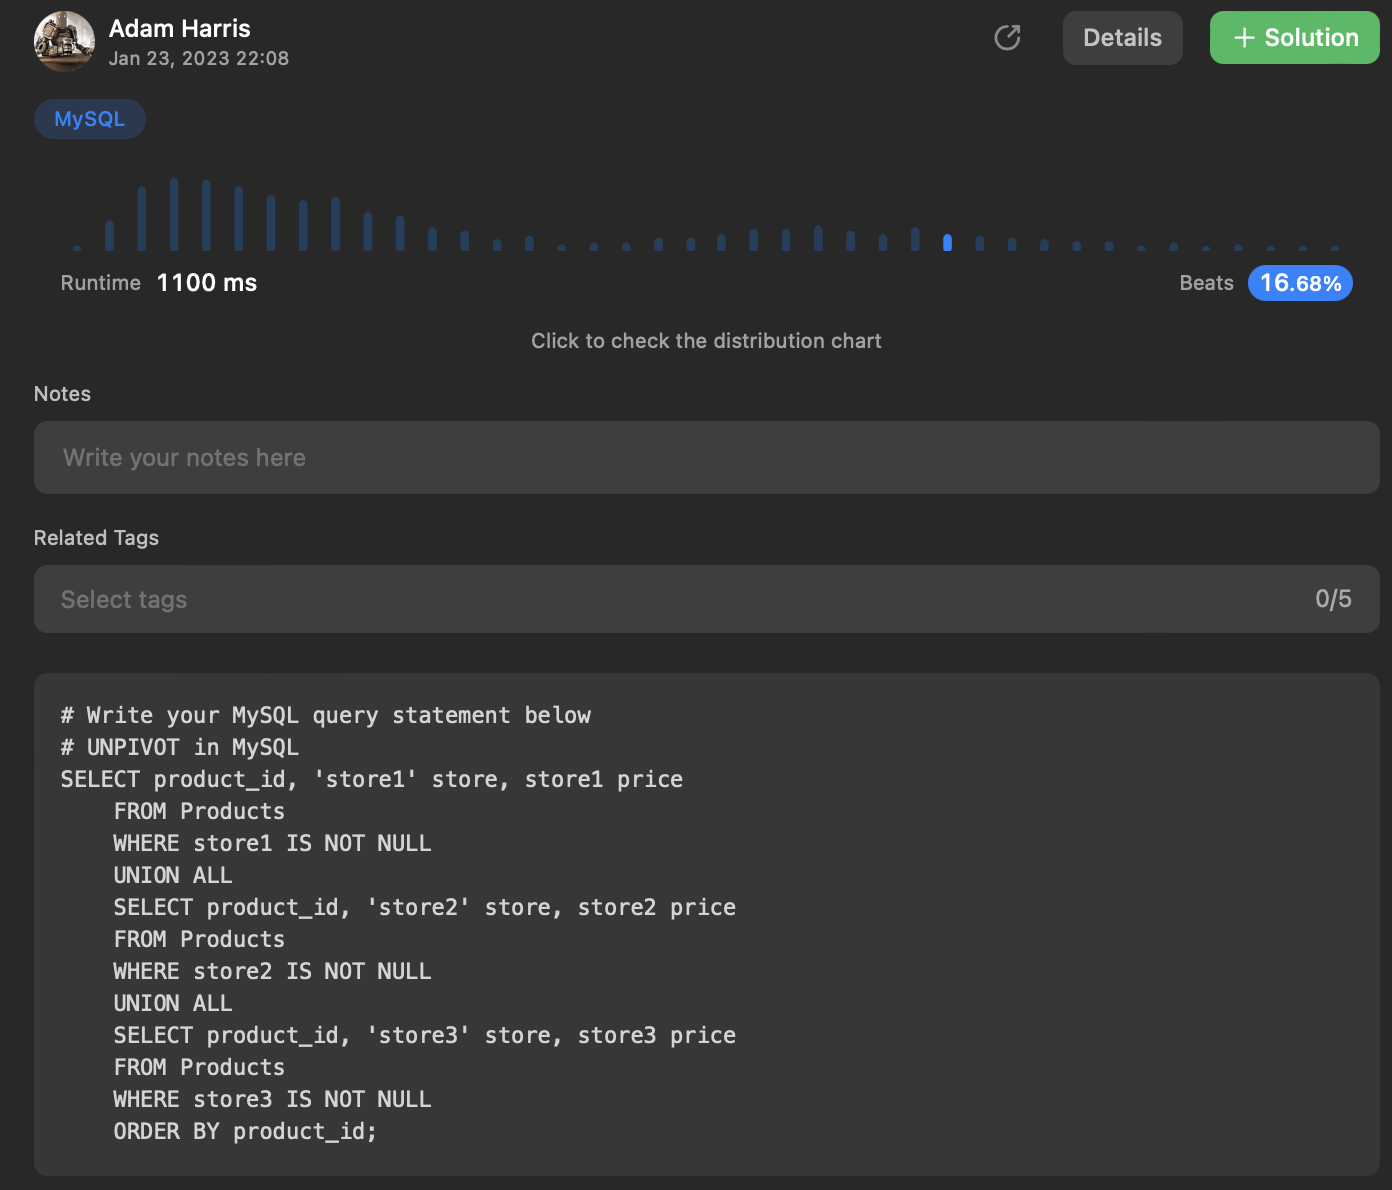 Adam Harris
Jan 23, 2023 22:08
Details
+ Solution
MySQL
Runtime 1100 ms
Beats 16.68%
Click to check the distribution chart
Notes
Write your notes here
Related Tags
Select tags 0/5
# Write your MySQL query statement below
# UNPIVOT in MySQL
SELECT product_id, 'store1' store, store1 price
    FROM Products
    WHERE store1 IS NOT NULL
    UNION ALL
    SELECT product_id, 'store2' store, store2 price
    FROM Products
    WHERE store2 IS NOT NULL
    UNION ALL
    SELECT product_id, 'store3' store, store3 price
    FROM Products
    WHERE store3 IS NOT NULL
    ORDER BY product_id;